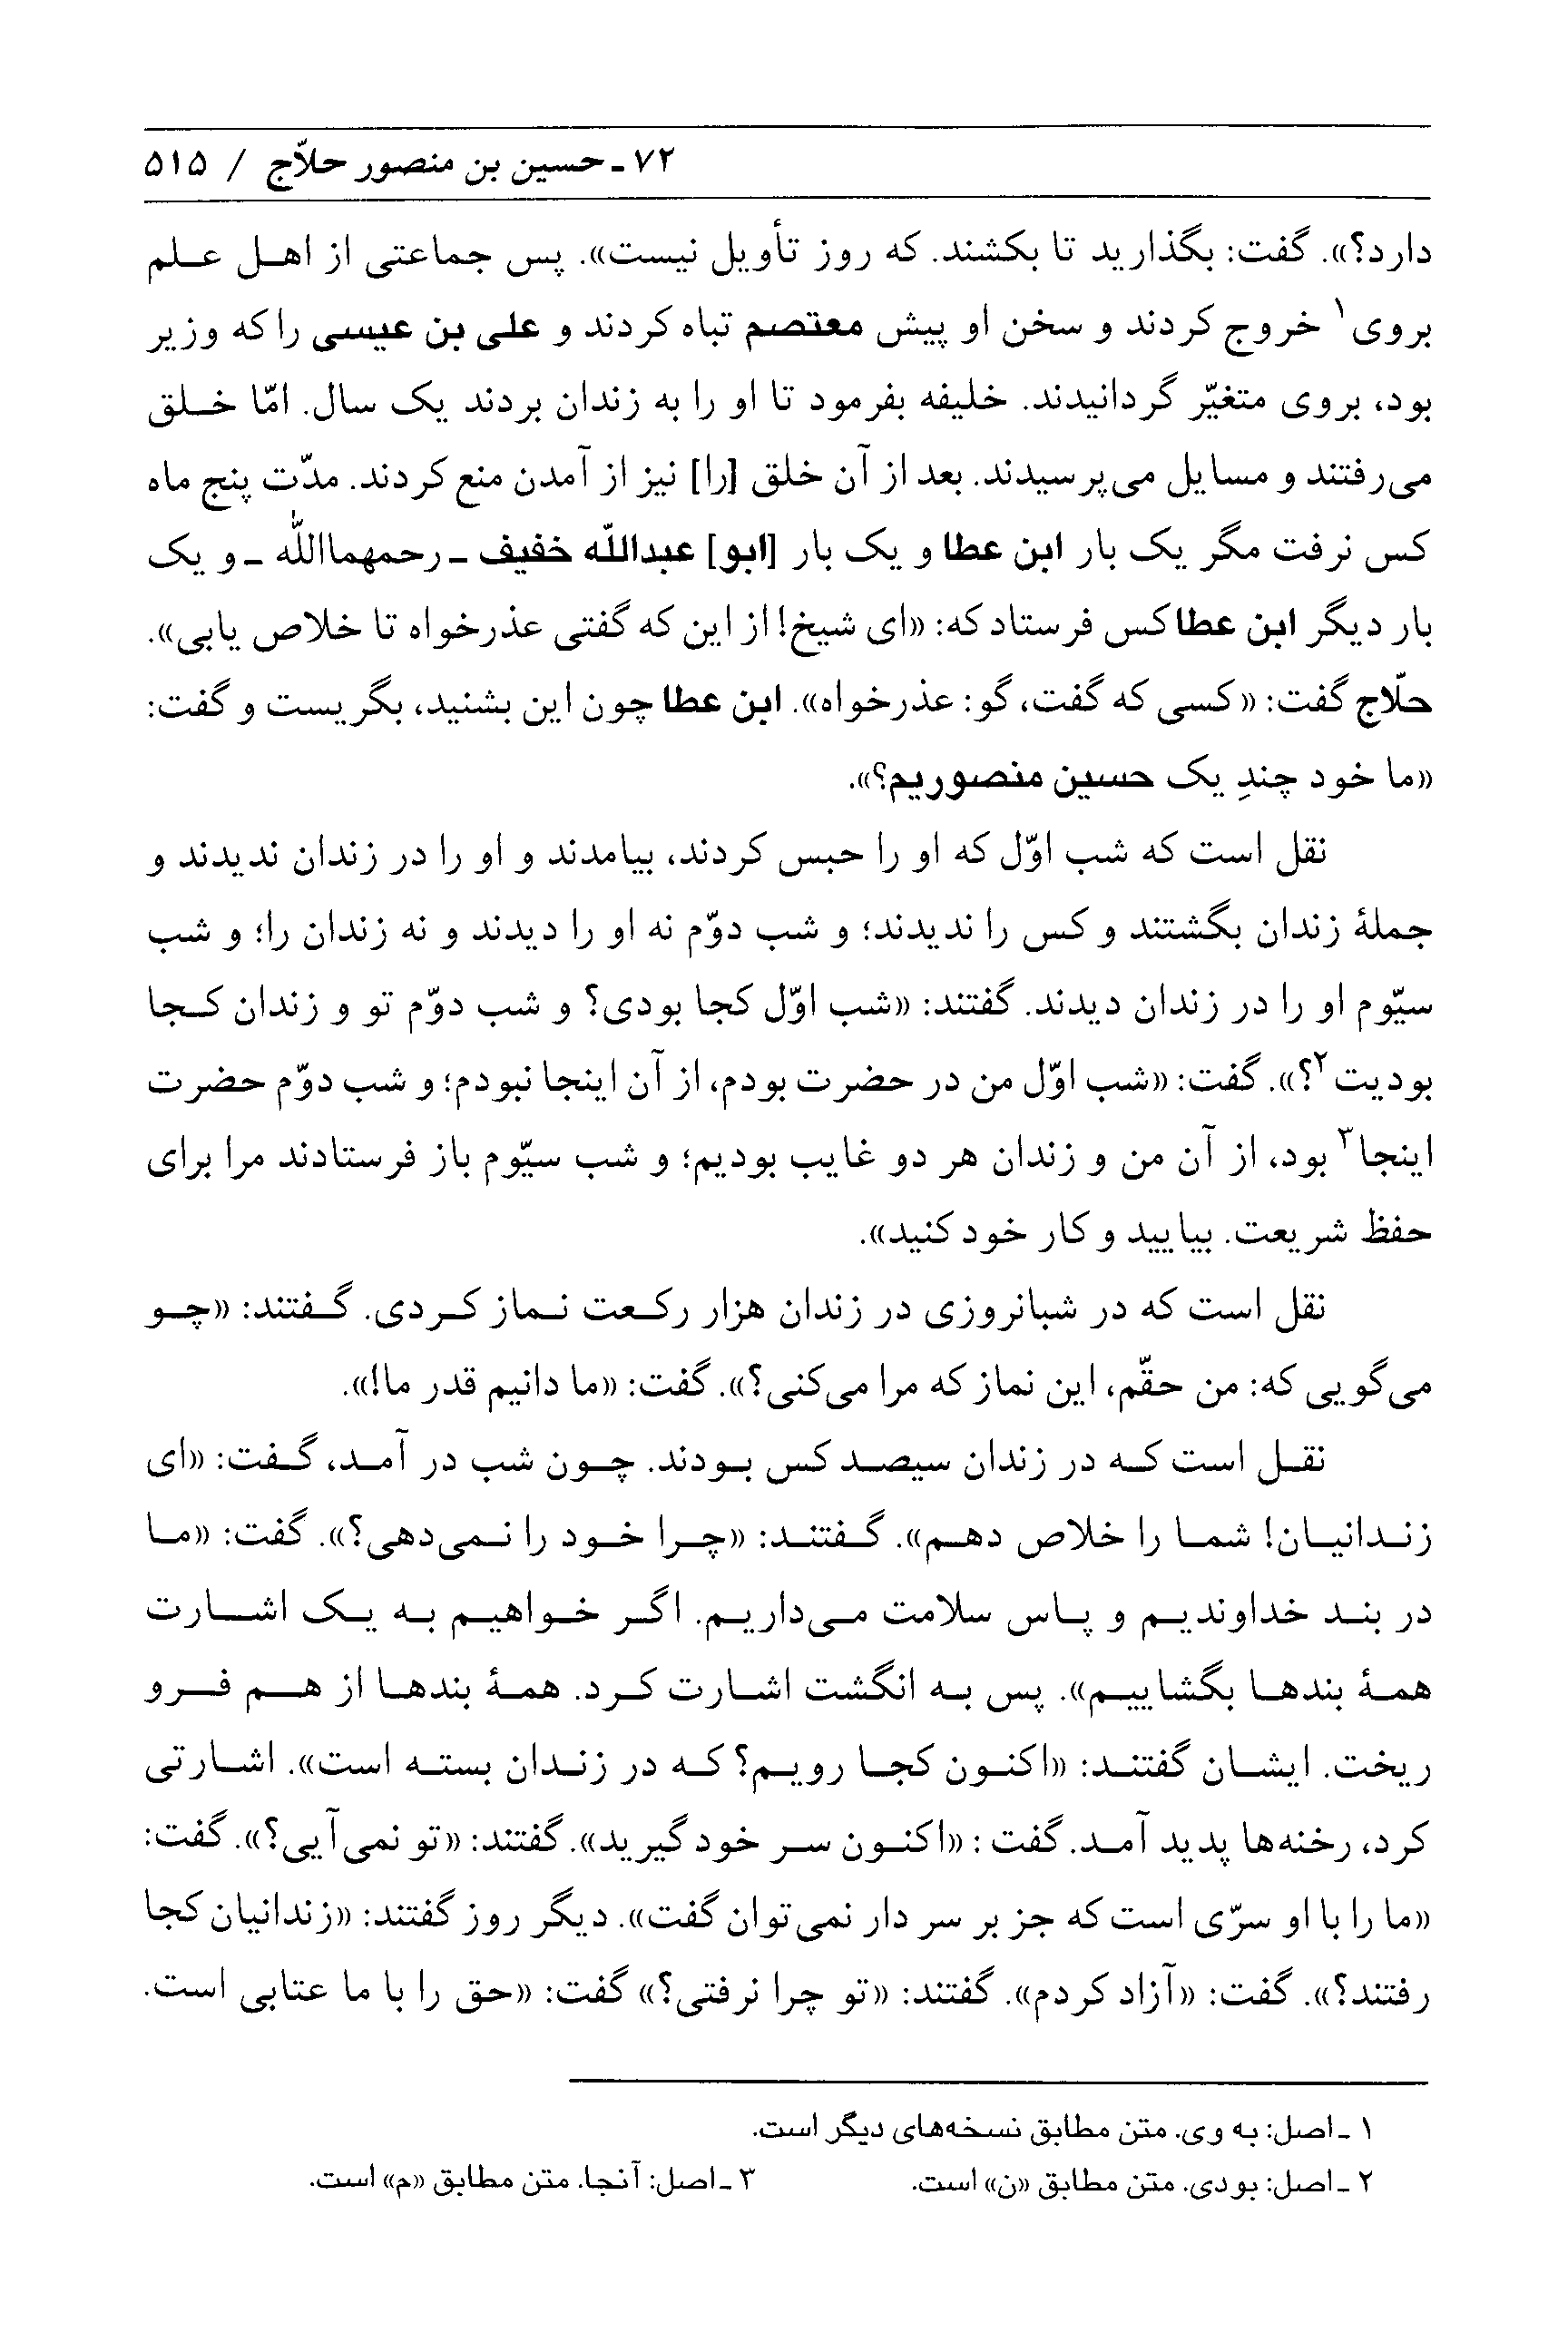 ۷۲ ـ حسین بن منصور حلّاج / ۵۱۵
دارد؟». گفت: بگذارید تا بکشند. که روز تأویل نیست». پس جماعتی از اهل علم
بروی۱ خروج کردند و سخن او پیش معتصم تباه کردند و علی بن عیسی را که وزیر
بود، بروی متغیّر گردانیدند. خلیفه بفرمود تا او را به زندان بردند یک سال. امّا خلق
می‌رفتند و مسایل می‌پرسیدند. بعد از آن خلق [را] نیز از آمدن منع کردند. مدّت پنج ماه
کس نرفت مگر یک بار ابن عطا و یک بار [ابو] عبداللّه خفیف ـ رحمهمااللّٰه ـ و یک
بار دیگر ابن عطا کس فرستاد که: «ای شیخ! از این که گفتی عذرخواه تا خلاص یابی».
حلّاج گفت: «کسی که گفت، گو: عذرخواه». ابن عطا چون این بشنید، بگریست و گفت:
«ما خود چندِ یک حسین منصوریم؟».
نقل است که شب اوّل که او را حبس کردند، بیامدند و او را در زندان ندیدند و
جملهٔ زندان بگشتند و کس را ندیدند؛ و شب دوّم نه او را دیدند و نه زندان را؛ و شب
سیّوم او را در زندان دیدند. گفتند: «شب اوّل کجا بودی؟ و شب دوّم تو و زندان کجا
بودیت۲؟». گفت: «شب اوّل من در حضرت بودم، از آن اینجا نبودم؛ و شب دوّم حضرت
اینجا۳ بود، از آن من و زندان هر دو غایب بودیم؛ و شب سیّوم باز فرستادند مرا برای
حفظ شریعت. بیایید و کار خود کنید».
نقل است که در شبانروزی در زندان هزار رکعت نماز کردی. گفتند: «چو
می‌گویی که: من حقّم، این نماز که مرا می‌کنی؟». گفت: «ما دانیم قدر ما!».
نقل است که در زندان سیصد کس بودند. چون شب در آمد، گفت: «ای
زندانیان! شما را خلاص دهم». گفتند: «چرا خود را نمی‌دهی؟». گفت: «ما
در بند خداوندیم و پاس سلامت می‌داریم. اگر خواهیم به یک اشارت
همهٔ بندها بگشاییم». پس به انگشت اشارت کرد. همهٔ بندها از هم فرو
ریخت. ایشان گفتند: «اکنون کجا رویم؟ که در زندان بسته است». اشارتی
کرد، رخنه‌ها پدید آمد. گفت: «اکنون سر خود گیرید». گفتند: «تو نمی‌آیی؟». گفت:
«ما را با او سرّی است که جز بر سر دار نمی‌توان گفت». دیگر روز گفتند: «زندانیان کجا
رفتند؟». گفت: «آزاد کردم». گفتند: «تو چرا نرفتی؟» گفت: «حق را با ما عتابی است.
۱ ـ اصل: به وی. متن مطابق نسخه‌های دیگر است.
۲ ـ اصل: بودی. متن مطابق «ن» است. ۳ ـ اصل: آنجا. متن مطابق «م» است.